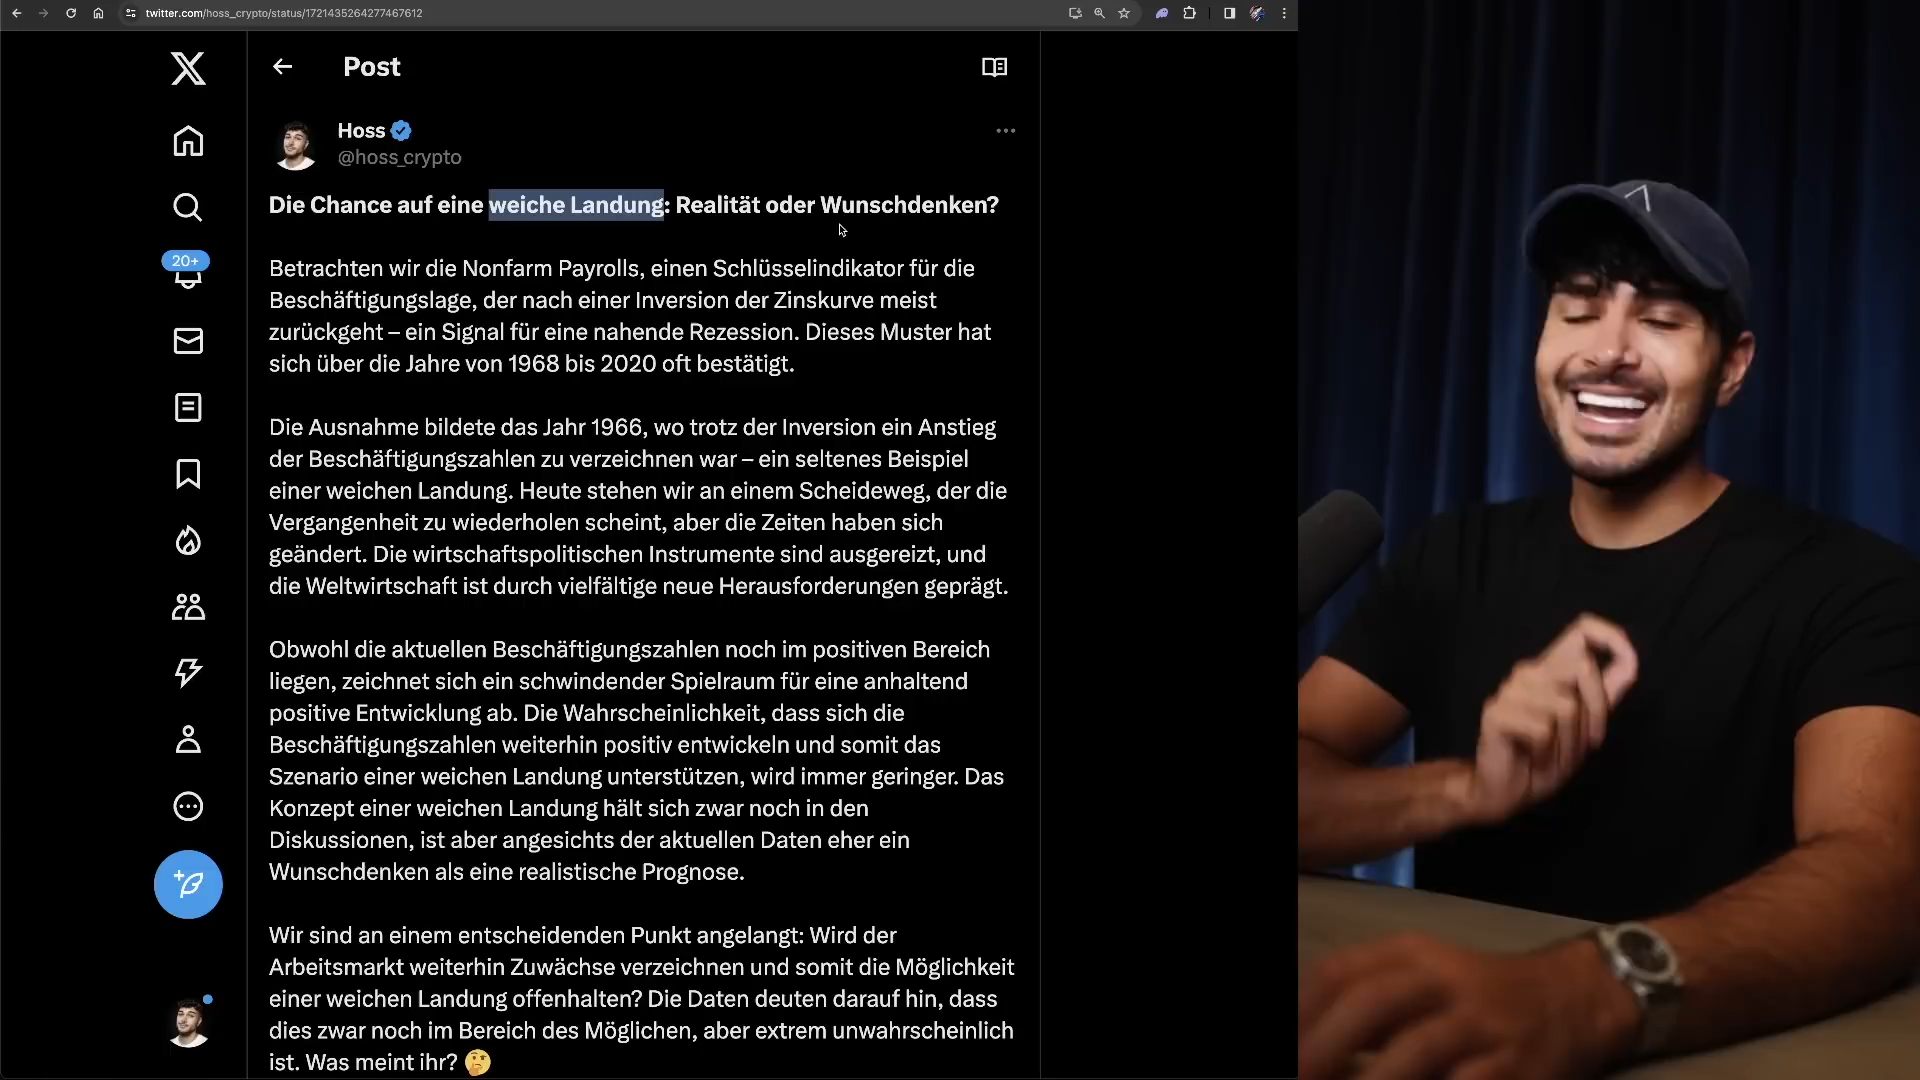 twitter.com/hoss_crypto/status/1721435264277467612
Post
Hoss
@hoss_crypto
Die Chance auf eine weiche Landung: Realität oder Wunschdenken?
Betrachten wir die Nonfarm Payrolls, einen Schlüsselindikator für die
Beschäftigungslage, der nach einer Inversion der Zinskurve meist
zurückgeht – ein Signal für eine nahende Rezession. Dieses Muster hat
sich über die Jahre von 1968 bis 2020 oft bestätigt.
Die Ausnahme bildete das Jahr 1966, wo trotz der Inversion ein Anstieg
der Beschäftigungszahlen zu verzeichnen war – ein seltenes Beispiel
einer weichen Landung. Heute stehen wir an einem Scheideweg, der die
Vergangenheit zu wiederholen scheint, aber die Zeiten haben sich
geändert. Die wirtschaftspolitischen Instrumente sind ausgereizt, und
die Weltwirtschaft ist durch vielfältige neue Herausforderungen geprägt.
Obwohl die aktuellen Beschäftigungszahlen noch im positiven Bereich
liegen, zeichnet sich ein schwindender Spielraum für eine anhaltend
positive Entwicklung ab. Die Wahrscheinlichkeit, dass sich die
Beschäftigungszahlen weiterhin positiv entwickeln und somit das
Szenario einer weichen Landung unterstützen, wird immer geringer. Das
Konzept einer weichen Landung hält sich zwar noch in den
Diskussionen, ist aber angesichts der aktuellen Daten eher ein
Wunschdenken als eine realistische Prognose.
Wir sind an einem entscheidenden Punkt angelangt: Wird der
Arbeitsmarkt weiterhin Zuwächse verzeichnen und somit die Möglichkeit
einer weichen Landung offenhalten? Die Daten deuten darauf hin, dass
dies zwar noch im Bereich des Möglichen, aber extrem unwahrscheinlich
ist. Was meint ihr? 🤔
20+